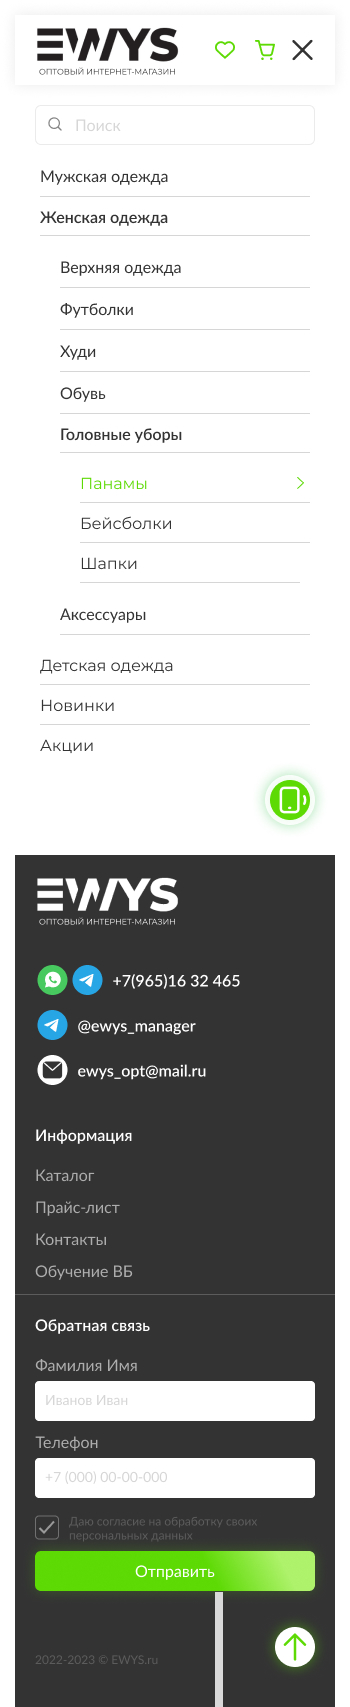 EWYS
ОПТОВЫЙ ИНТЕРНЕТ-МАГАЗИН
Поиск
Мужская одежда
Женская одежда
Верхняя одежда
Футболки
Худи
Обувь
Головные уборы
Панамы
Бейсболки
Шапки
Аксессуары
Детская одежда
Новинки
Акции
EWYS
ОПТОВЫЙ ИНТЕРНЕТ-МАГАЗИН
+7(965)16 32 465
@ewys_manager
ewys_opt@mail.ru
Информация
Каталог
Прайс-лист
Контакты
Обучение ВБ
Обратная связь
Фамилия Имя
Иванов Иван
Телефон
+7 (000) 00-00-000
Даю согласие на обработку своих
персональных данных
Отправить
2022-2023 © EWYS.ru